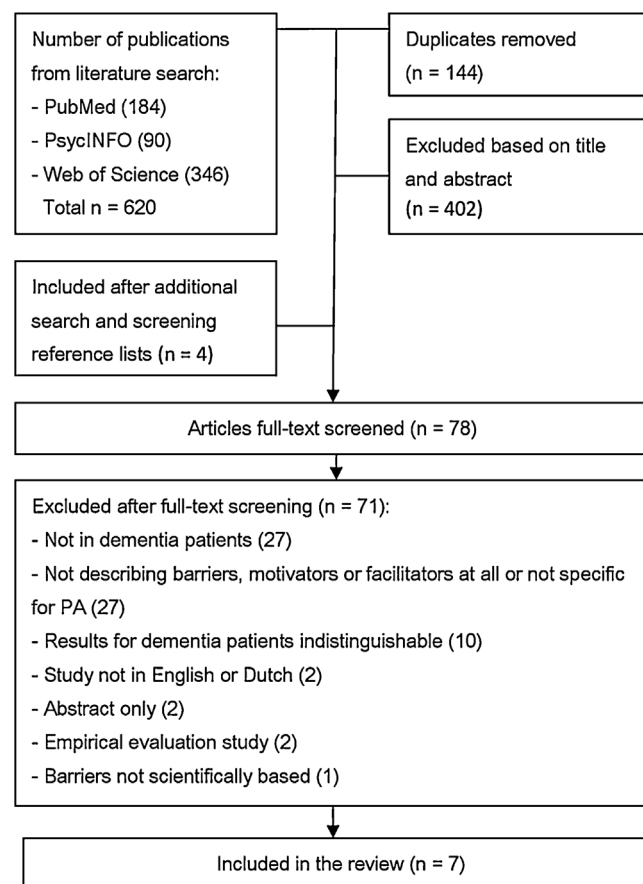 Number of publications
from literature search:
- PubMed (184)
- PsycINFO (90)
- Web of Science (346)
Total n = 620
Duplicates removed
(n = 144)
Excluded based on title
and abstract
(n = 402)
Included after additional
search and screening
reference lists (n = 4)
Articles full-text screened (n = 78)
Excluded after full-text screening (n = 71):
- Not in dementia patients (27)
- Not describing barriers, motivators or facilitators at all or not specific
for PA (27)
- Results for dementia patients indistinguishable (10)
- Study not in English or Dutch (2)
- Abstract only (2)
- Empirical evaluation study (2)
- Barriers not scientifically based (1)
Included in the review (n = 7)